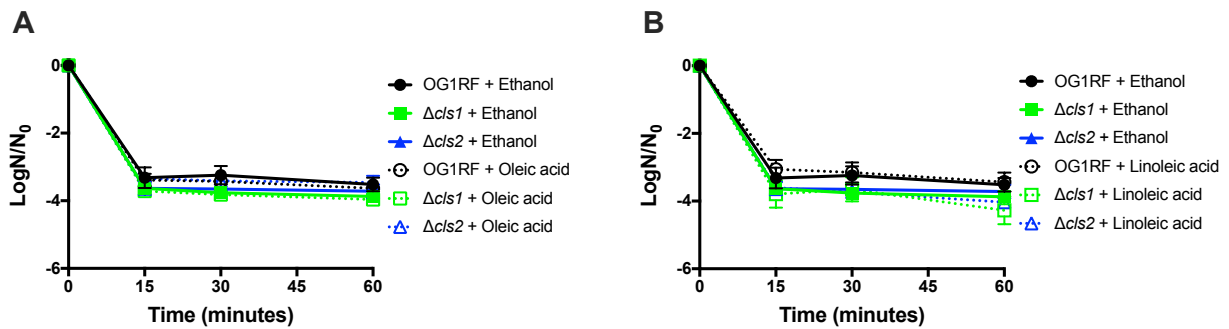 A
LogN/N0
0
-2
-4
-6
0
15
30
45
60
Time (minutes)
OG1RF + Ethanol
Δcls1 + Ethanol
Δcls2 + Ethanol
OG1RF + Oleic acid
Δcls1 + Oleic acid
Δcls2 + Oleic acid
B
LogN/N0
0
-2
-4
-6
0
15
30
45
60
Time (minutes)
OG1RF + Ethanol
Δcls1 + Ethanol
Δcls2 + Ethanol
OG1RF + Linoleic acid
Δcls1 + Linoleic acid
Δcls2 + Linoleic acid